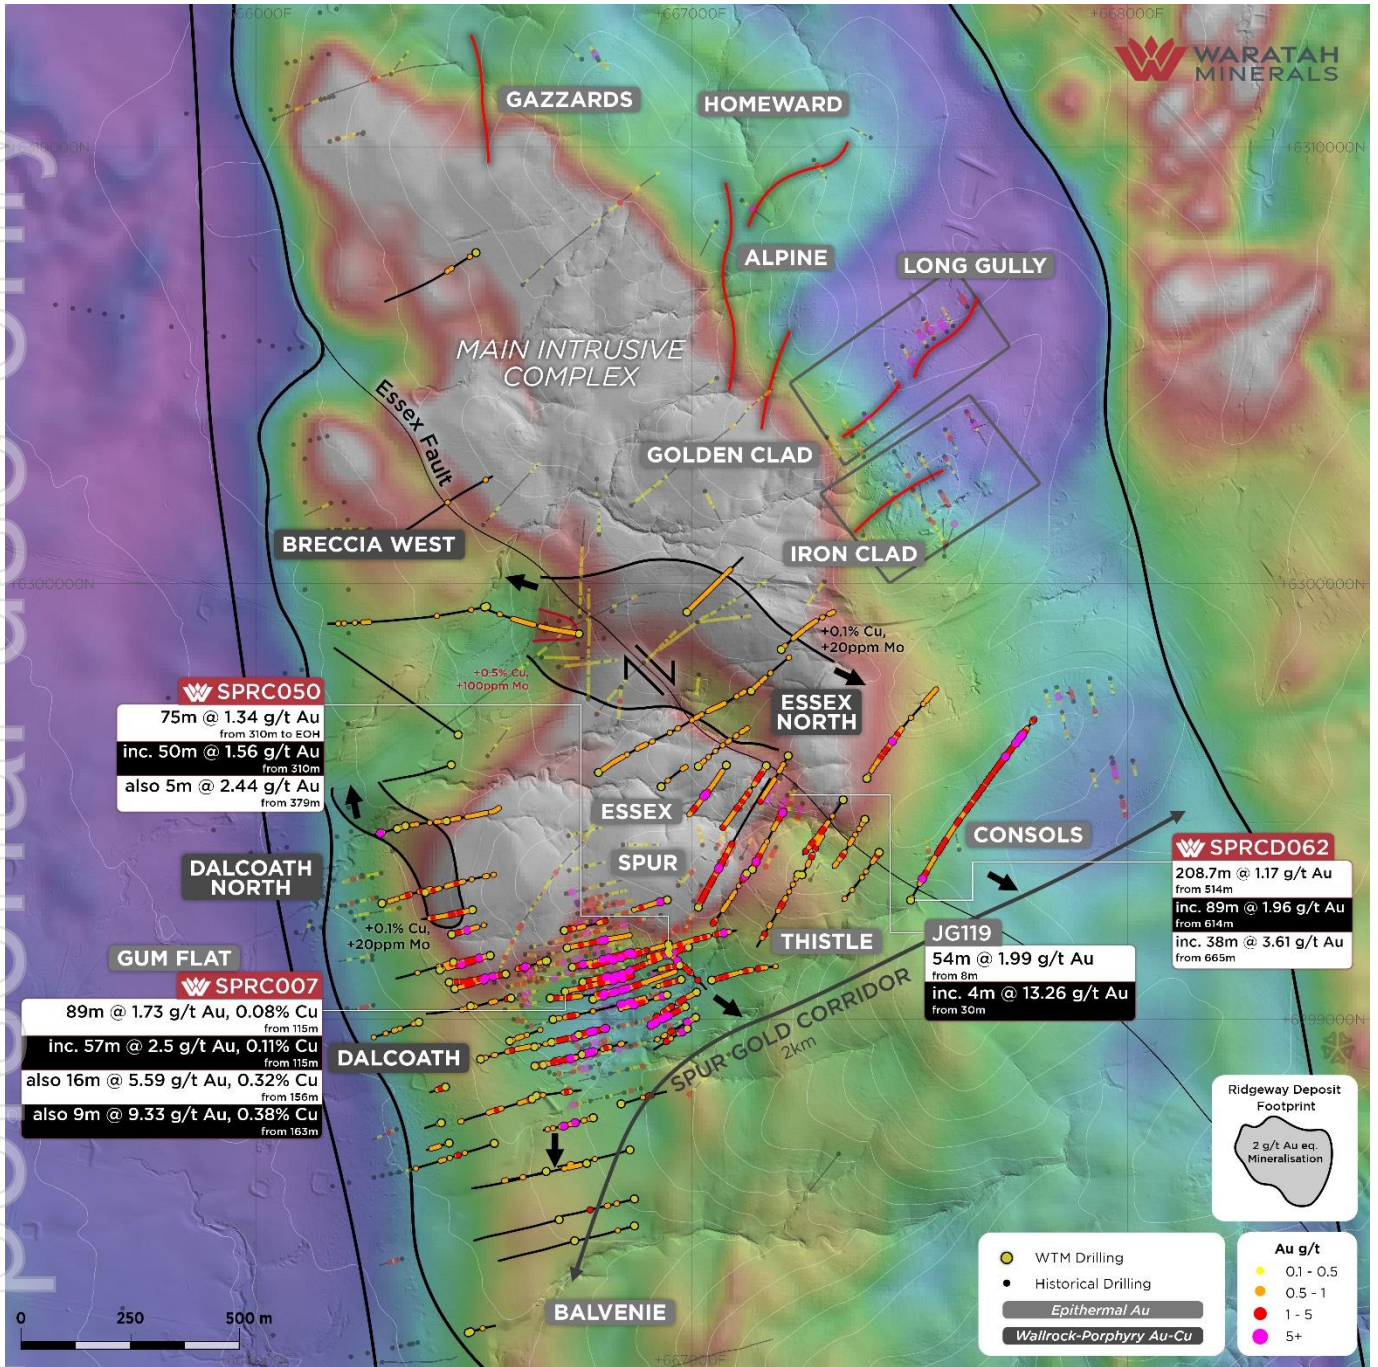 +666000E
+667000E
+668000E
WARATAH
MINERALS
GAZZARDS
HOMEWARD
+6310000N
ALPINE
LONG GULLY
MAIN INTRUSIVE
COMPLEX
Essex Fault
GOLDEN CLAD
BRECCIA WEST
IRON CLAD
+6300000N
+6300000N
+0.1% Cu,
+20ppm Mo
+0.5% Cu,
+100ppm Mo
ESSEX
NORTH
SPRC050
75m @ 1.34 g/t Au
from 310m to EOH
inc. 50m @ 1.56 g/t Au
from 310m
also 5m @ 2.44 g/t Au
from 379m
ESSEX
SPUR
CONSOLS
DALCOATH
NORTH
SPRCD062
208.7m @ 1.17 g/t Au
from 514m
inc. 89m @ 1.96 g/t Au
from 614m
inc. 38m @ 3.61 g/t Au
from 665m
+0.1% Cu,
+20ppm Mo
THISTLE
JG119
54m @ 1.99 g/t Au
from 8m
inc. 4m @ 13.26 g/t Au
from 30m
GUM FLAT
SPRC007
89m @ 1.73 g/t Au, 0.08% Cu
from 115m
inc. 57m @ 2.5 g/t Au, 0.11% Cu
from 115m
also 16m @ 5.59 g/t Au, 0.32% Cu
from 156m
also 9m @ 9.33 g/t Au, 0.38% Cu
from 163m
DALCOATH
SPUR GOLD CORRIDOR
2km
+6299000N
Ridgeway Deposit
Footprint
2 g/t Au eq.
Mineralisation
BALVENIE
WTM Drilling
Historical Drilling
Epithermal Au
Wallrock-Porphyry Au-Cu
Au g/t
0.1 - 0.5
0.5 - 1
1 - 5
5+
0
250
500 m
+667000E